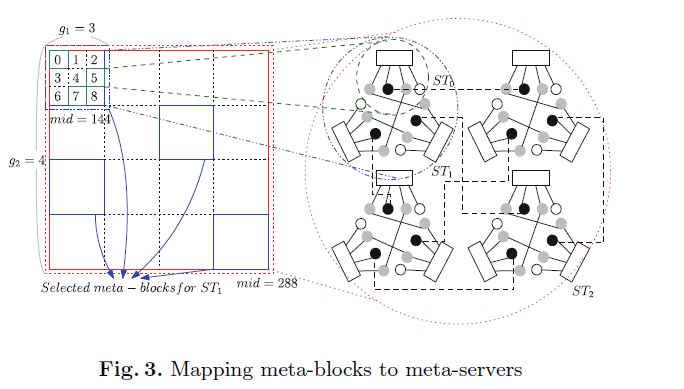 g₁ = 3
0 1 2
3 4 5
6 7 8
mid = 144
g₂ = 4
ST₀
ST₁
Selected meta − blocks for ST₁
mid = 288
ST₂
Fig. 3. Mapping meta-blocks to meta-servers